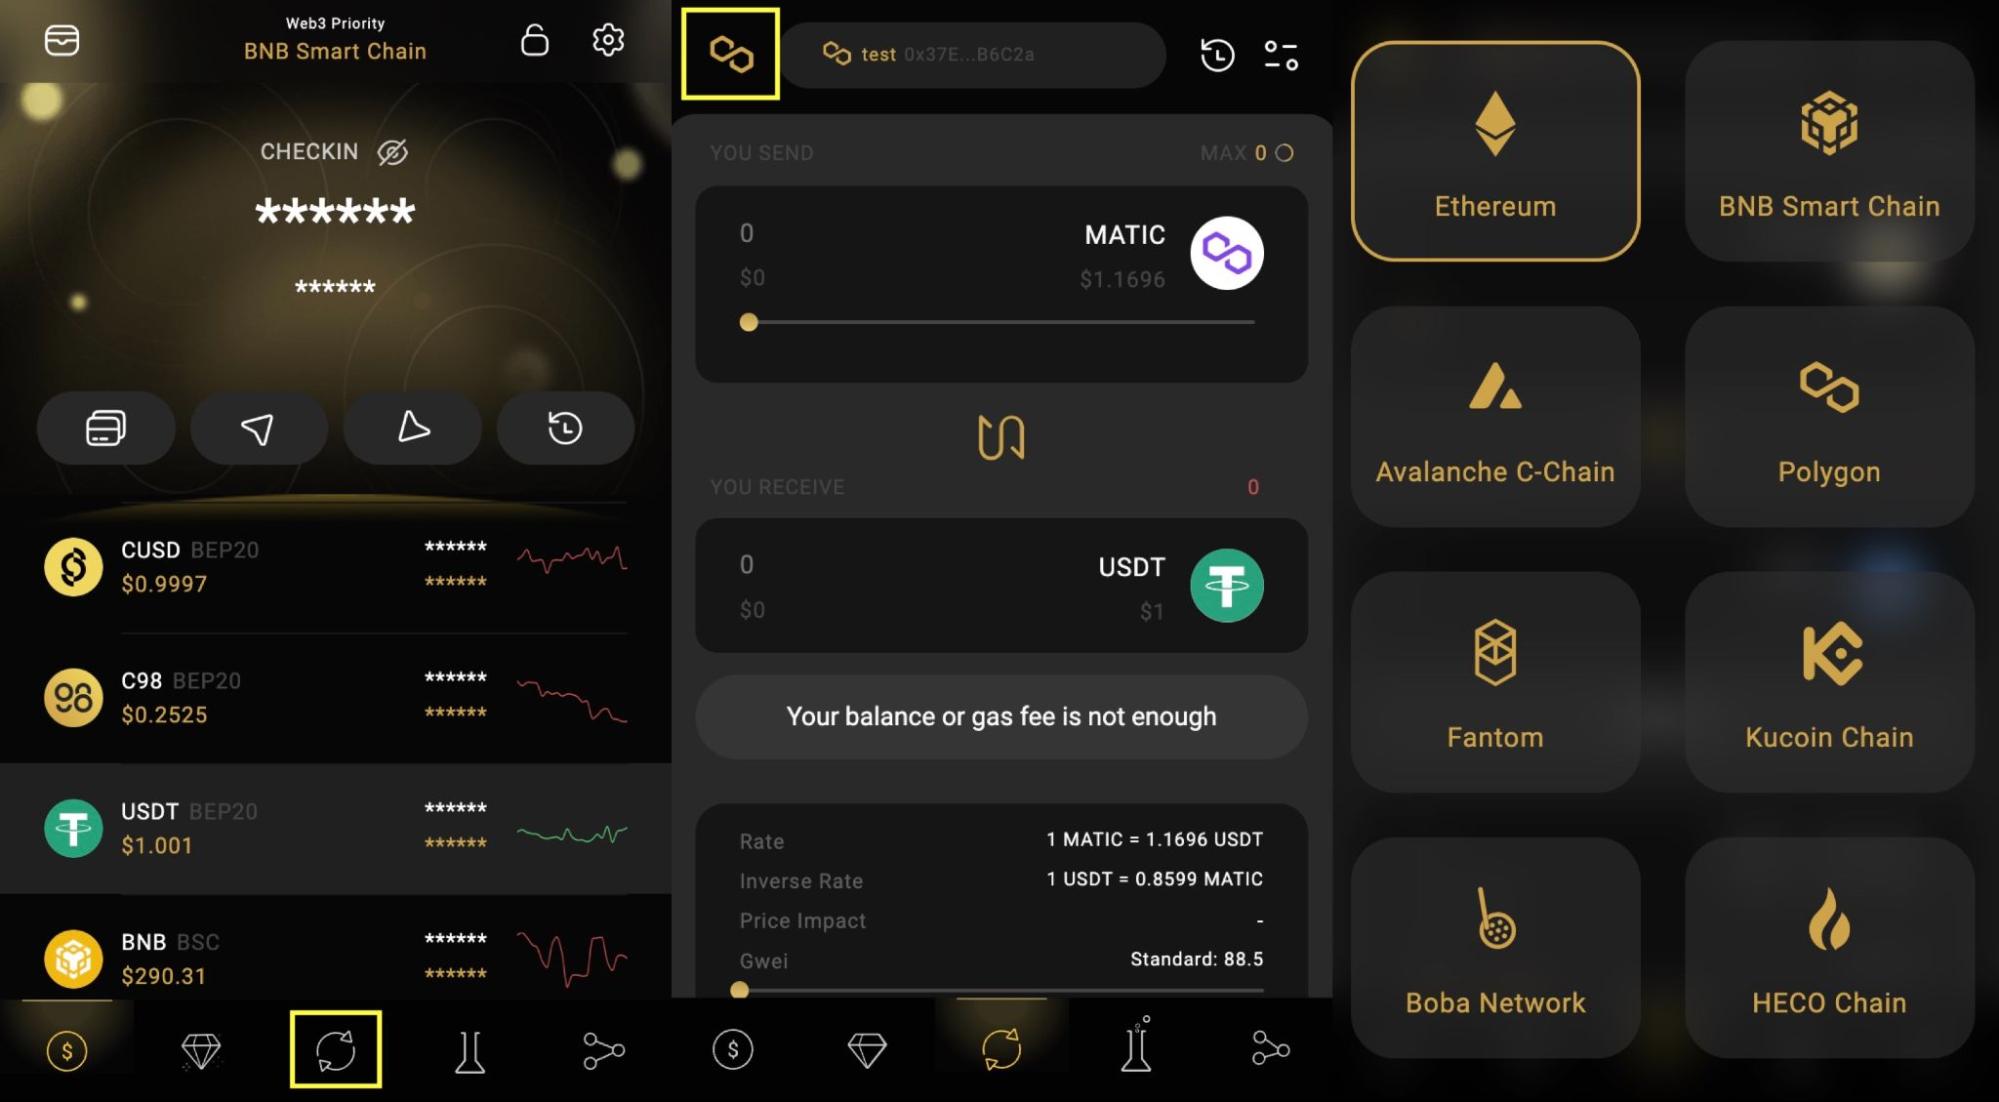 Web3 Priority
BNB Smart Chain
CHECKIN
******
******
CUSD BEP20 ******
$0.9997 ******
C98 BEP20 ******
$0.2525 ******
USDT BEP20 ******
$1.001 ******
BNB BSC ******
$290.31 ******
test 0x37E...B6C2a
YOU SEND MAX 0
0 MATIC
$0 $1.1696
YOU RECEIVE 0
0 USDT
$0 $1
Your balance or gas fee is not enough
Rate 1 MATIC = 1.1696 USDT
Inverse Rate 1 USDT = 0.8599 MATIC
Price Impact -
Gwei Standard: 88.5
Ethereum BNB Smart Chain
Avalanche C-Chain Polygon
Fantom Kucoin Chain
Boba Network HECO Chain